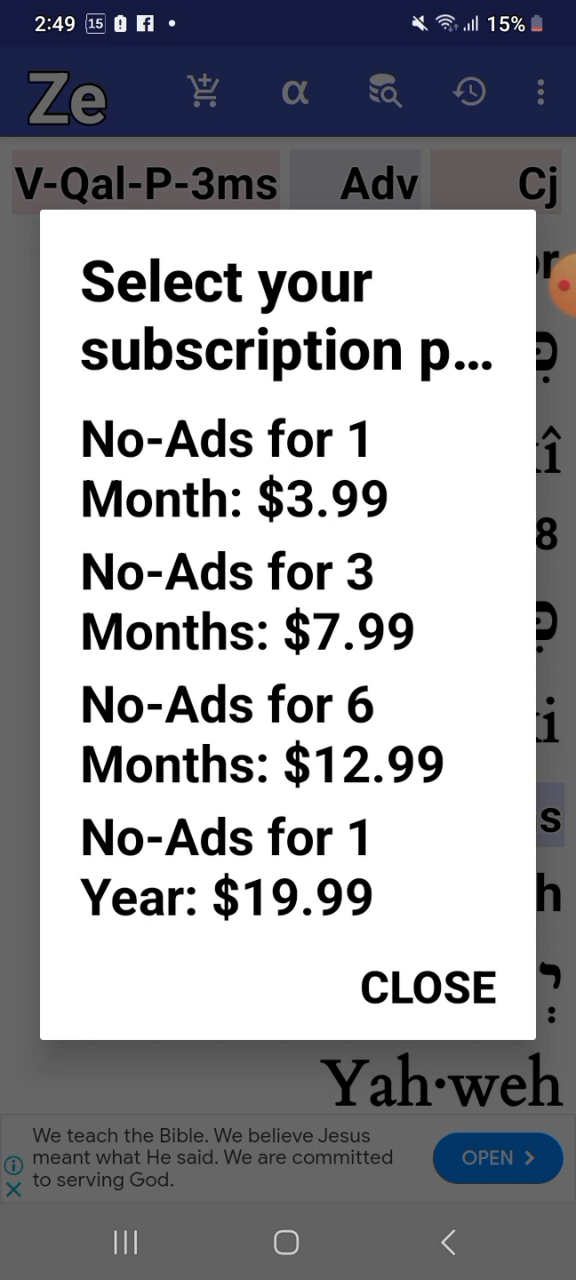 2:49 15 15%
Ze α
V-Qal-P-3ms Adv Cj
Select your
subscription p...
No-Ads for 1
Month: $3.99
No-Ads for 3
Months: $7.99
8
No-Ads for 6
Months: $12.99
No-Ads for 1
Year: $19.99
CLOSE
Yah·weh
We teach the Bible. We believe Jesus
meant what He said. We are committed
to serving God.
OPEN